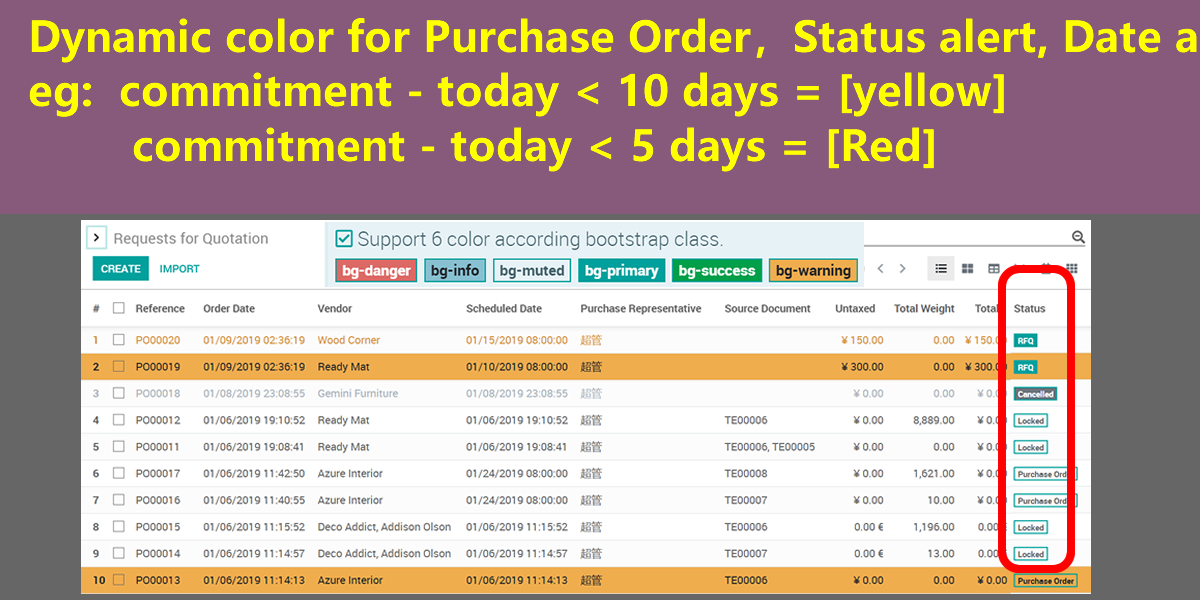 Dynamic color for Purchase Order, Status alert, Date a
eg: commitment - today < 10 days = [yellow]
commitment - today < 5 days = [Red]
Requests for Quotation
Support 6 color according bootstrap class.
CREATE IMPORT
bg-danger bg-info bg-muted bg-primary bg-success bg-warning
# Reference Order Date Vendor Scheduled Date Purchase Representative Source Document Untaxed Total Weight Total Status
1 PO00020 01/09/2019 02:36:19 Wood Corner 01/15/2019 08:00:00 超管 ¥ 150.00 0.00 ¥ 150.0 RFQ
2 PO00019 01/09/2019 02:36:19 Ready Mat 01/10/2019 08:00:00 超管 ¥ 300.00 0.00 ¥ 300.0 RFQ
3 PO00018 01/08/2019 23:08:55 Gemini Furniture 01/08/2019 23:08:55 超管 ¥ 0.00 0.00 ¥ 0.0 Cancelled
4 PO00012 01/06/2019 19:10:52 Ready Mat 01/06/2019 19:10:52 超管 TE00006 ¥ 0.00 8,889.00 ¥ 0.0 Locked
5 PO00011 01/06/2019 19:08:41 Ready Mat 01/06/2019 19:08:41 超管 TE00006, TE00005 ¥ 0.00 0.00 ¥ 0.0 Locked
6 PO00017 01/06/2019 11:42:50 Azure Interior 01/24/2019 08:00:00 超管 TE00008 ¥ 0.00 1,621.00 ¥ 0.0 Purchase Ord
7 PO00016 01/06/2019 11:40:55 Azure Interior 01/24/2019 08:00:00 超管 TE00007 ¥ 0.00 10.00 ¥ 0.0 Purchase Ord
8 PO00015 01/06/2019 11:15:52 Deco Addict, Addison Olson 01/06/2019 11:15:52 超管 TE00006 0.00 € 1,196.00 0.00 Locked
9 PO00014 01/06/2019 11:14:57 Deco Addict, Addison Olson 01/06/2019 11:14:57 超管 TE00007 0.00 € 13.00 0.00 Locked
10 PO00013 01/06/2019 11:14:13 Azure Interior 01/06/2019 11:14:13 超管 TE00006 ¥ 0.00 0.00 ¥ 0.00 Purchase Order